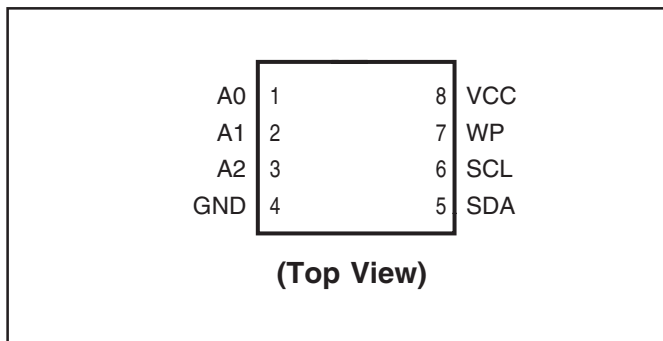 A0 1 8 VCC
A1 2 7 WP
A2 3 6 SCL
GND 4 5 SDA
(Top View)